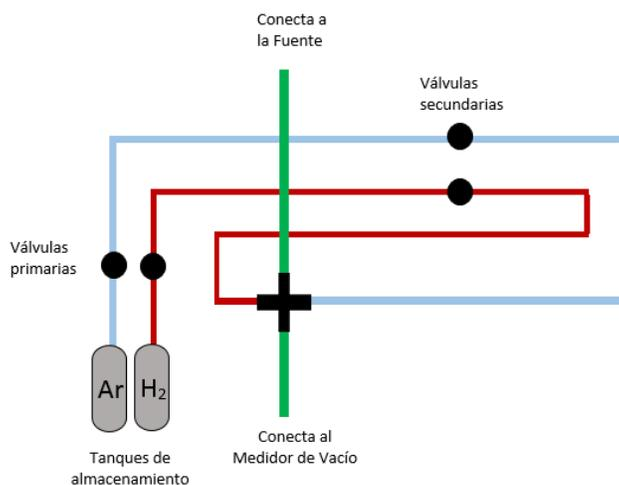 Conecta a
la Fuente
Válvulas
secundarias
Válvulas
primarias
Ar
H₂
Tanques de
almacenamiento
Conecta al
Medidor de Vacío